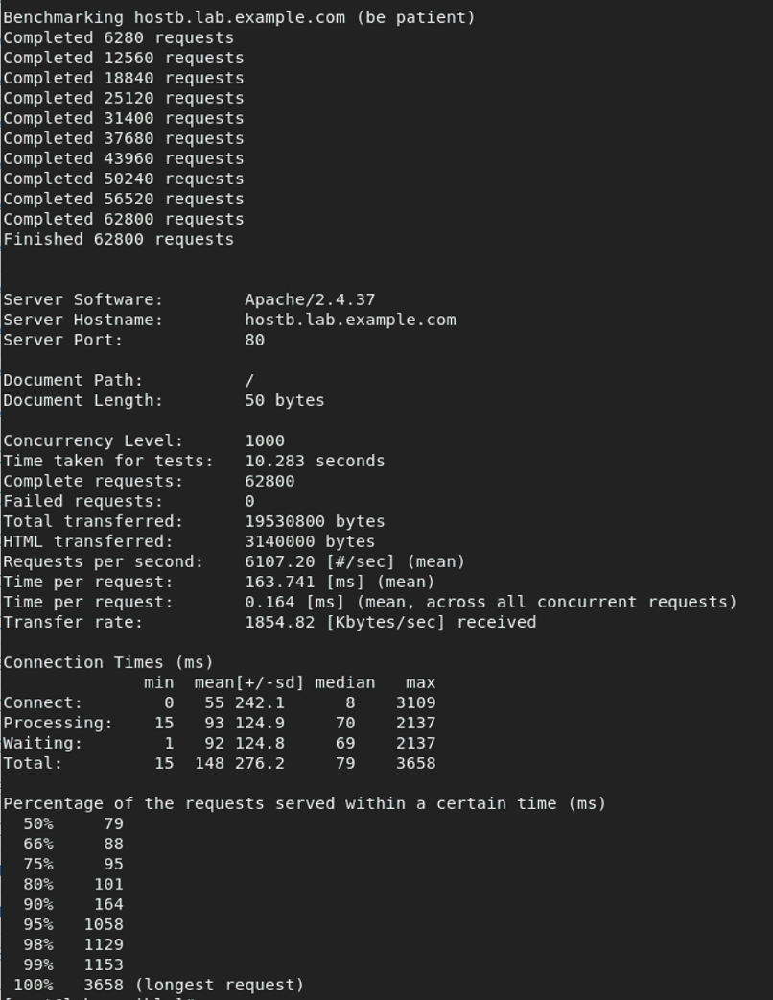 Benchmarking hostb.lab.example.com (be patient)
Completed 6280 requests
Completed 12560 requests
Completed 18840 requests
Completed 25120 requests
Completed 31400 requests
Completed 37680 requests
Completed 43960 requests
Completed 50240 requests
Completed 56520 requests
Completed 62800 requests
Finished 62800 requests
Server Software: Apache/2.4.37
Server Hostname: hostb.lab.example.com
Server Port: 80
Document Path: /
Document Length: 50 bytes
Concurrency Level: 1000
Time taken for tests: 10.283 seconds
Complete requests: 62800
Failed requests: 0
Total transferred: 19530800 bytes
HTML transferred: 3140000 bytes
Requests per second: 6107.20 [#/sec] (mean)
Time per request: 163.741 [ms] (mean)
Time per request: 0.164 [ms] (mean, across all concurrent requests)
Transfer rate: 1854.82 [Kbytes/sec] received
Connection Times (ms)
min mean[+/-sd] median max
Connect: 0 55 242.1 8 3109
Processing: 15 93 124.9 70 2137
Waiting: 1 92 124.8 69 2137
Total: 15 148 276.2 79 3658
Percentage of the requests served within a certain time (ms)
50% 79
66% 88
75% 95
80% 101
90% 164
95% 1058
98% 1129
99% 1153
100% 3658 (longest request)